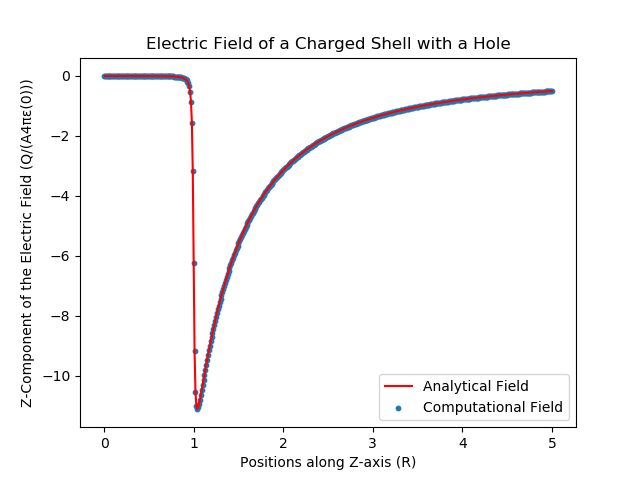 Electric Field of a Charged Shell with a Hole
Z-Component of the Electric Field (Q/(A4πε(0)))
0
−2
−4
−6
−8
−10
Analytical Field
Computational Field
0 1 2 3 4 5
Positions along Z-axis (R)